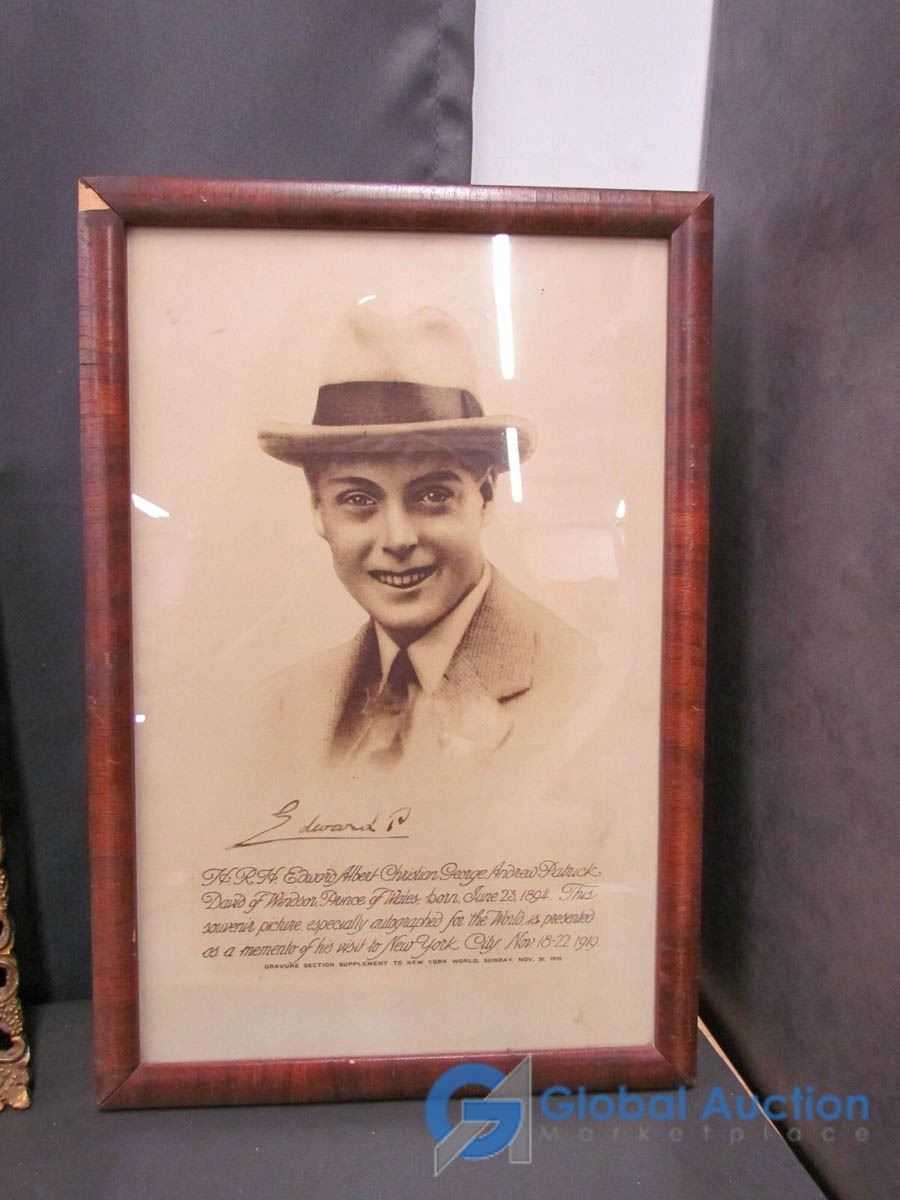 Edward P
H. R. H. Edward Albert Christian George Andrew Patrick
David of Windsor, Prince of Wales, born, June 23, 1894. This
souvenir picture, especially autographed for the World, is presented
as a memento of his visit to New York City Nov 18-22 1919.
GRAVURE SECTION SUPPLEMENT TO NEW YORK WORLD, SUNDAY, NOV. 30, 1919
Global Auction
Marketplace